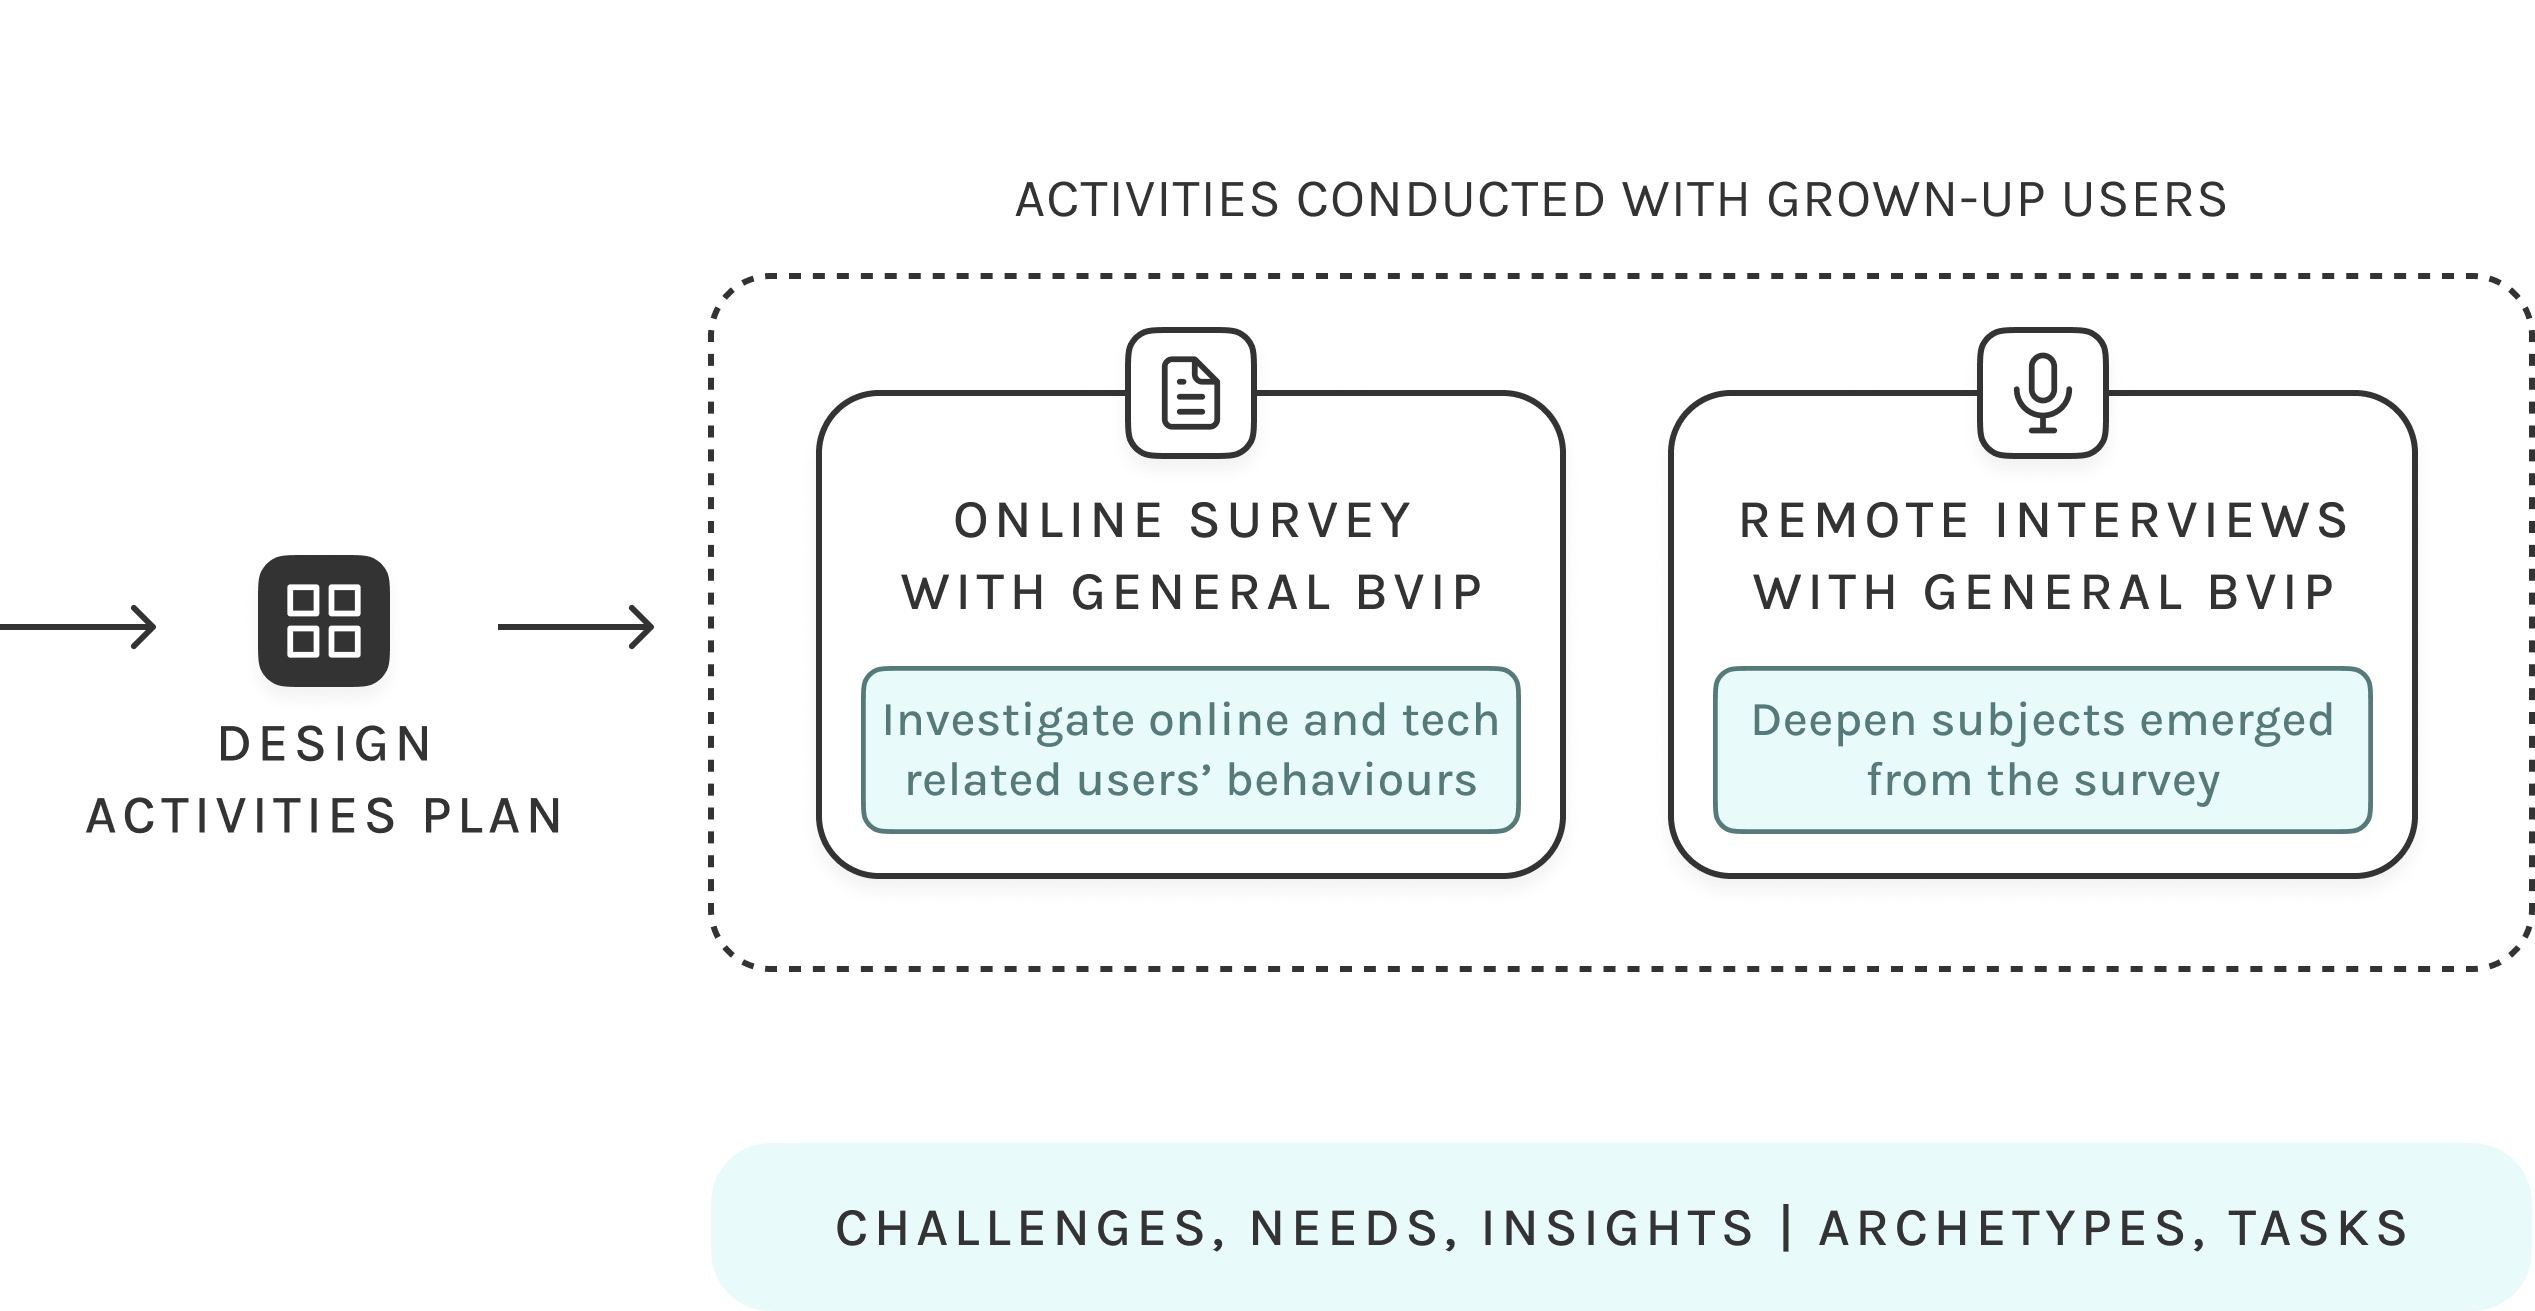 ACTIVITIES CONDUCTED WITH GROWN-UP USERS
DESIGN
ACTIVITIES PLAN
ONLINE SURVEY
WITH GENERAL BVIP
Investigate online and tech
related users’ behaviours
REMOTE INTERVIEWS
WITH GENERAL BVIP
Deepen subjects emerged
from the survey
CHALLENGES, NEEDS, INSIGHTS | ARCHETYPES, TASKS